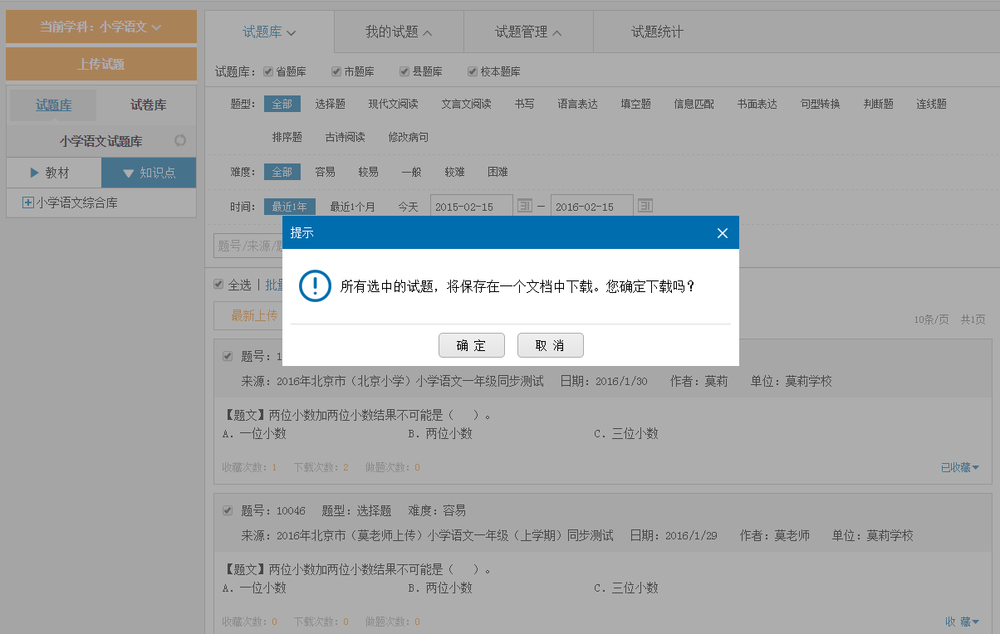 当前学科：小学语文
上传试题
试题库 试卷库
小学语文试题库
教材 知识点
小学语文综合库
试题库 我的试题 试题管理 试题统计
试题库： 省题库 市题库 县题库 校本题库
题型： 全部 选择题 现代文阅读 文言文阅读 书写 语言表达 填空题 信息匹配 书面表达 句型转换 判断题 连线题
排序题 古诗阅读 修改病句
难度： 全部 容易 较易 一般 较难 困难
时间： 最近1年 最近1个月 今天 2015-02-15 — 2016-02-15
题号/来源/
提示
所有选中的试题，将保存在一个文档中下载。您确定下载吗？
确 定 取 消
全选 | 批量
最新上传
10条/页 共1页
题号：1
来源：2016年北京市（北京小学）小学语文一年级同步测试 日期：2016/1/30 作者：莫莉 单位：莫莉学校
【题文】两位小数加两位小数结果不可能是（ ）。
A. 一位小数 B. 两位小数 C. 三位小数
收藏次数：1 下载次数：2 做题次数：0 已收藏
题号：10046 题型：选择题 难度：容易
来源：2016年北京市（莫老师上传）小学语文一年级（上学期）同步测试 日期：2016/1/29 作者：莫老师 单位：莫莉学校
【题文】两位小数加两位小数结果不可能是（ ）。
A. 一位小数 B. 两位小数 C. 三位小数
收藏次数：0 下载次数：0 做题次数：0 收 藏